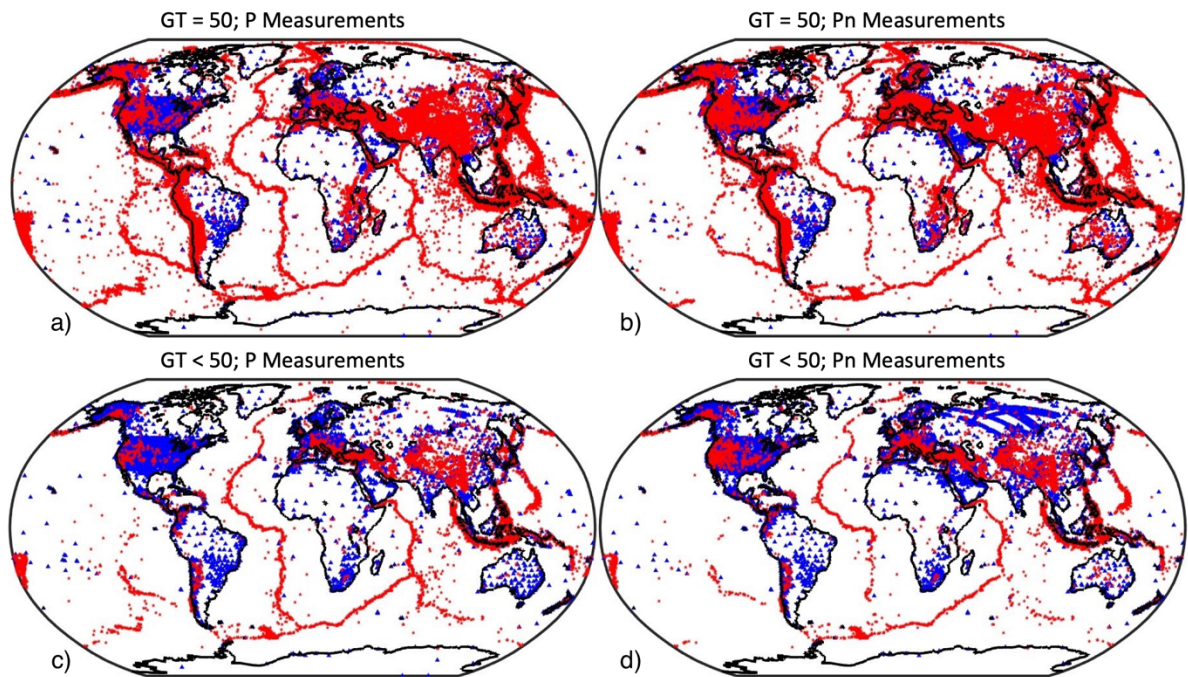 GT = 50; P Measurements
GT = 50; Pn Measurements
a)
b)
GT < 50; P Measurements
GT < 50; Pn Measurements
c)
d)